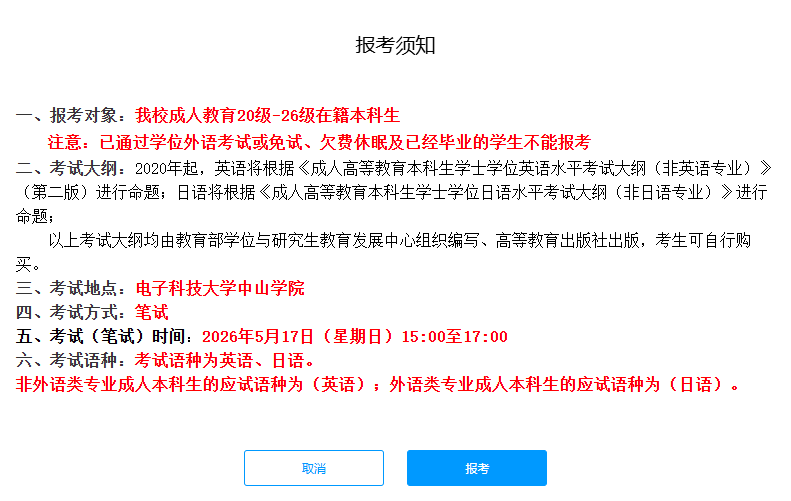 报考须知
一、报考对象：我校成人教育20级-26级在籍本科生
注意：已通过学位外语考试或免试、欠费休眠及已经毕业的学生不能报考
二、考试大纲：2020年起，英语将根据《成人高等教育本科生学士学位英语水平考试大纲（非英语专业）》
（第二版）进行命题；日语将根据《成人高等教育本科生学士学位日语水平考试大纲（非日语专业）》进行
命题；
以上考试大纲均由教育部学位与研究生教育发展中心组织编写、高等教育出版社出版，考生可自行购
买。
三、考试地点：电子科技大学中山学院
四、考试方式：笔试
五、考试（笔试）时间：2026年5月17日（星期日）15:00至17:00
六、考试语种：考试语种为英语、日语。
非外语类专业成人本科生的应试语种为（英语）；外语类专业成人本科生的应试语种为（日语）。
取消
报考